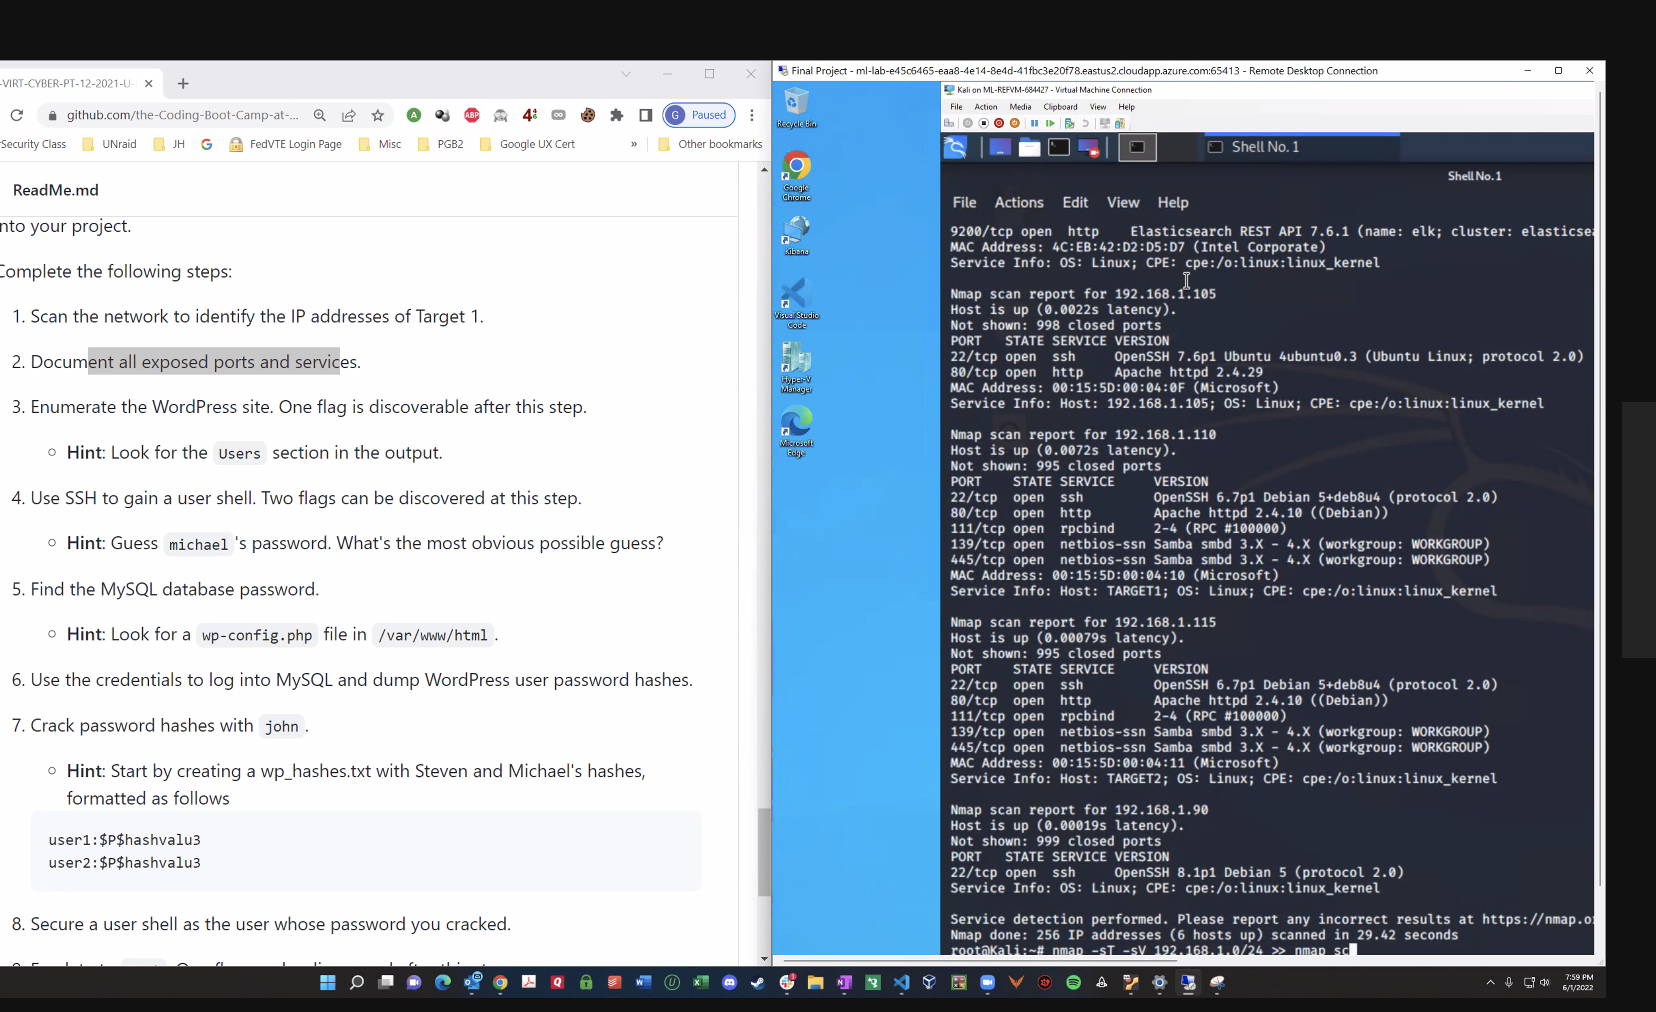 -VIRT-CYBER-PT-12-2021-U-
github.com/the-Coding-Boot-Camp-at-...
ABP
G Paused
Security Class
UNraid
JH
FedVTE Login Page
Misc
PGB2
Google UX Cert
»
Other bookmarks
ReadMe.md
nto your project.
Complete the following steps:
1. Scan the network to identify the IP addresses of Target 1.
2. Document all exposed ports and services.
3. Enumerate the WordPress site. One flag is discoverable after this step.
Hint: Look for the Users section in the output.
4. Use SSH to gain a user shell. Two flags can be discovered at this step.
Hint: Guess michael 's password. What's the most obvious possible guess?
5. Find the MySQL database password.
Hint: Look for a wp-config.php file in /var/www/html .
6. Use the credentials to log into MySQL and dump WordPress user password hashes.
7. Crack password hashes with john .
Hint: Start by creating a wp_hashes.txt with Steven and Michael's hashes,
formatted as follows
user1:$P$hashvalu3
user2:$P$hashvalu3
8. Secure a user shell as the user whose password you cracked.
Final Project - ml-lab-e45c6465-eaa8-4e14-8e4d-41fbc3e20f78.eastus2.cloudapp.azure.com:65413 - Remote Desktop Connection
Recycle Bin
Google
Chrome
Kibana
Visual Studio
Code
Hyper-V
Manager
Microsoft
Edge
Kali on ML-REFVM-684427 - Virtual Machine Connection
File Action Media Clipboard View Help
Shell No. 1
Shell No. 1
File Actions Edit View Help
9200/tcp open http Elasticsearch REST API 7.6.1 (name: elk; cluster: elasticsea
MAC Address: 4C:EB:42:D2:D5:D7 (Intel Corporate)
Service Info: OS: Linux; CPE: cpe:/o:linux:linux_kernel
Nmap scan report for 192.168.1.105
Host is up (0.0022s latency).
Not shown: 998 closed ports
PORT STATE SERVICE VERSION
22/tcp open ssh OpenSSH 7.6p1 Ubuntu 4ubuntu0.3 (Ubuntu Linux; protocol 2.0)
80/tcp open http Apache httpd 2.4.29
MAC Address: 00:15:5D:00:04:0F (Microsoft)
Service Info: Host: 192.168.1.105; OS: Linux; CPE: cpe:/o:linux:linux_kernel
Nmap scan report for 192.168.1.110
Host is up (0.0072s latency).
Not shown: 995 closed ports
PORT STATE SERVICE VERSION
22/tcp open ssh OpenSSH 6.7p1 Debian 5+deb8u4 (protocol 2.0)
80/tcp open http Apache httpd 2.4.10 ((Debian))
111/tcp open rpcbind 2-4 (RPC #100000)
139/tcp open netbios-ssn Samba smbd 3.X - 4.X (workgroup: WORKGROUP)
445/tcp open netbios-ssn Samba smbd 3.X - 4.X (workgroup: WORKGROUP)
MAC Address: 00:15:5D:00:04:10 (Microsoft)
Service Info: Host: TARGET1; OS: Linux; CPE: cpe:/o:linux:linux_kernel
Nmap scan report for 192.168.1.115
Host is up (0.00079s latency).
Not shown: 995 closed ports
PORT STATE SERVICE VERSION
22/tcp open ssh OpenSSH 6.7p1 Debian 5+deb8u4 (protocol 2.0)
80/tcp open http Apache httpd 2.4.10 ((Debian))
111/tcp open rpcbind 2-4 (RPC #100000)
139/tcp open netbios-ssn Samba smbd 3.X - 4.X (workgroup: WORKGROUP)
445/tcp open netbios-ssn Samba smbd 3.X - 4.X (workgroup: WORKGROUP)
MAC Address: 00:15:5D:00:04:11 (Microsoft)
Service Info: Host: TARGET2; OS: Linux; CPE: cpe:/o:linux:linux_kernel
Nmap scan report for 192.168.1.90
Host is up (0.00019s latency).
Not shown: 999 closed ports
PORT STATE SERVICE VERSION
22/tcp open ssh OpenSSH 8.1p1 Debian 5 (protocol 2.0)
Service Info: OS: Linux; CPE: cpe:/o:linux:linux_kernel
Service detection performed. Please report any incorrect results at https://nmap.o
Nmap done: 256 IP addresses (6 hosts up) scanned in 29.42 seconds
root@Kali:~# nmap -sT -sV 192.168.1.0/24 >> nmap sc
7:59 PM
6/1/2022